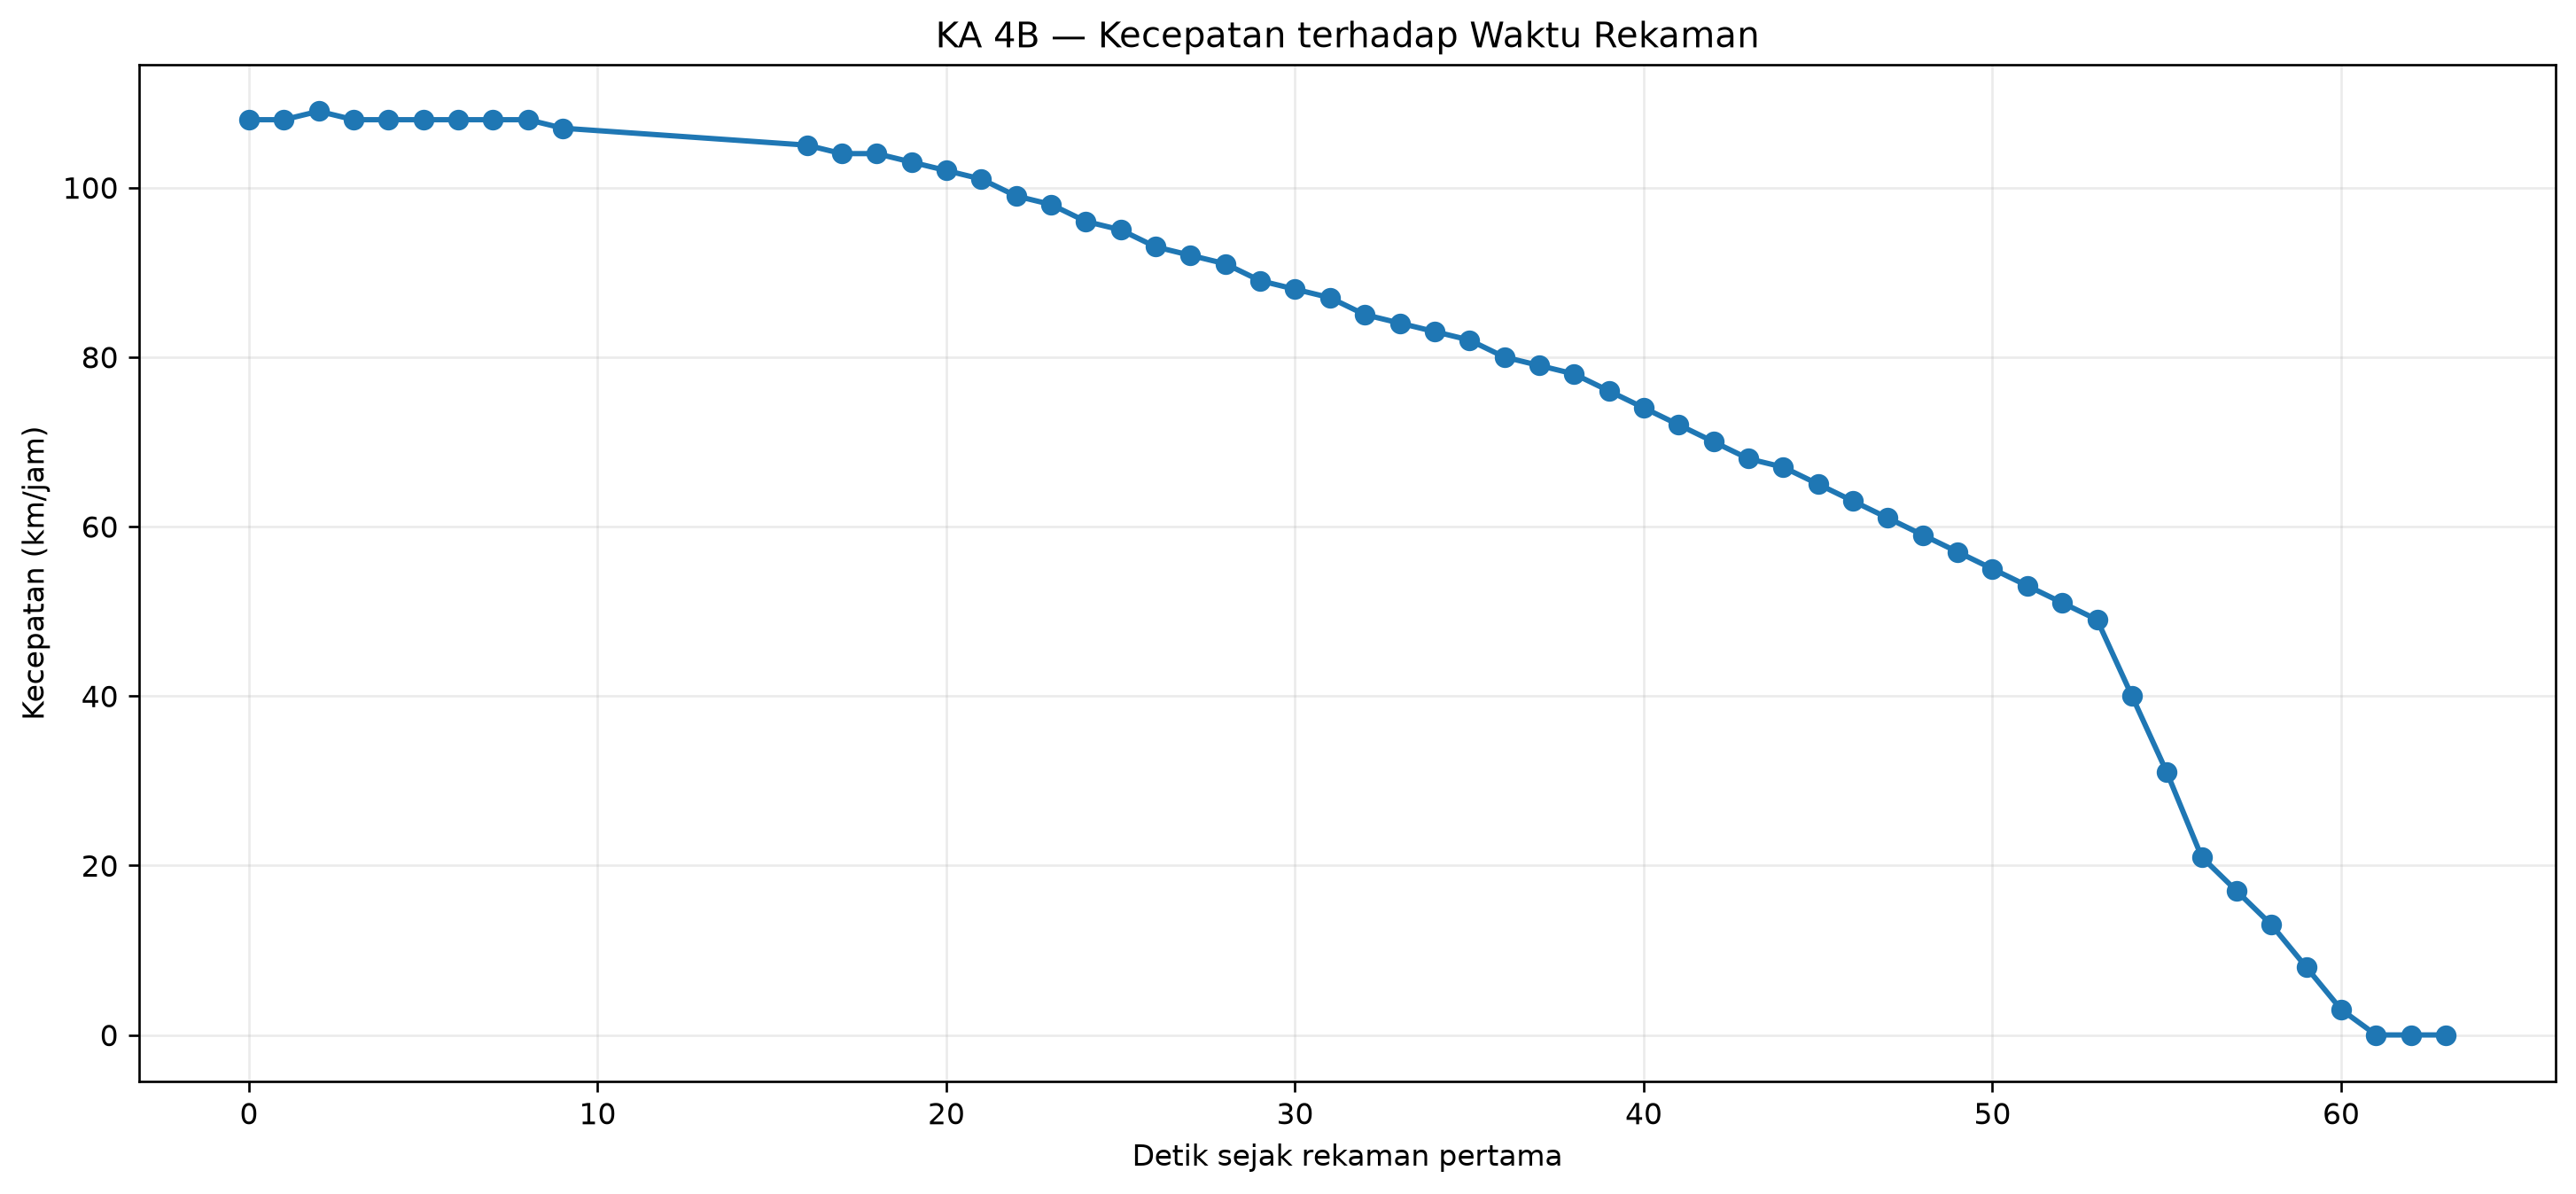 KA 4B — Kecepatan terhadap Waktu Rekaman
Kecepatan (km/jam)
100
80
60
40
20
0
0 10 20 30 40 50 60
Detik sejak rekaman pertama